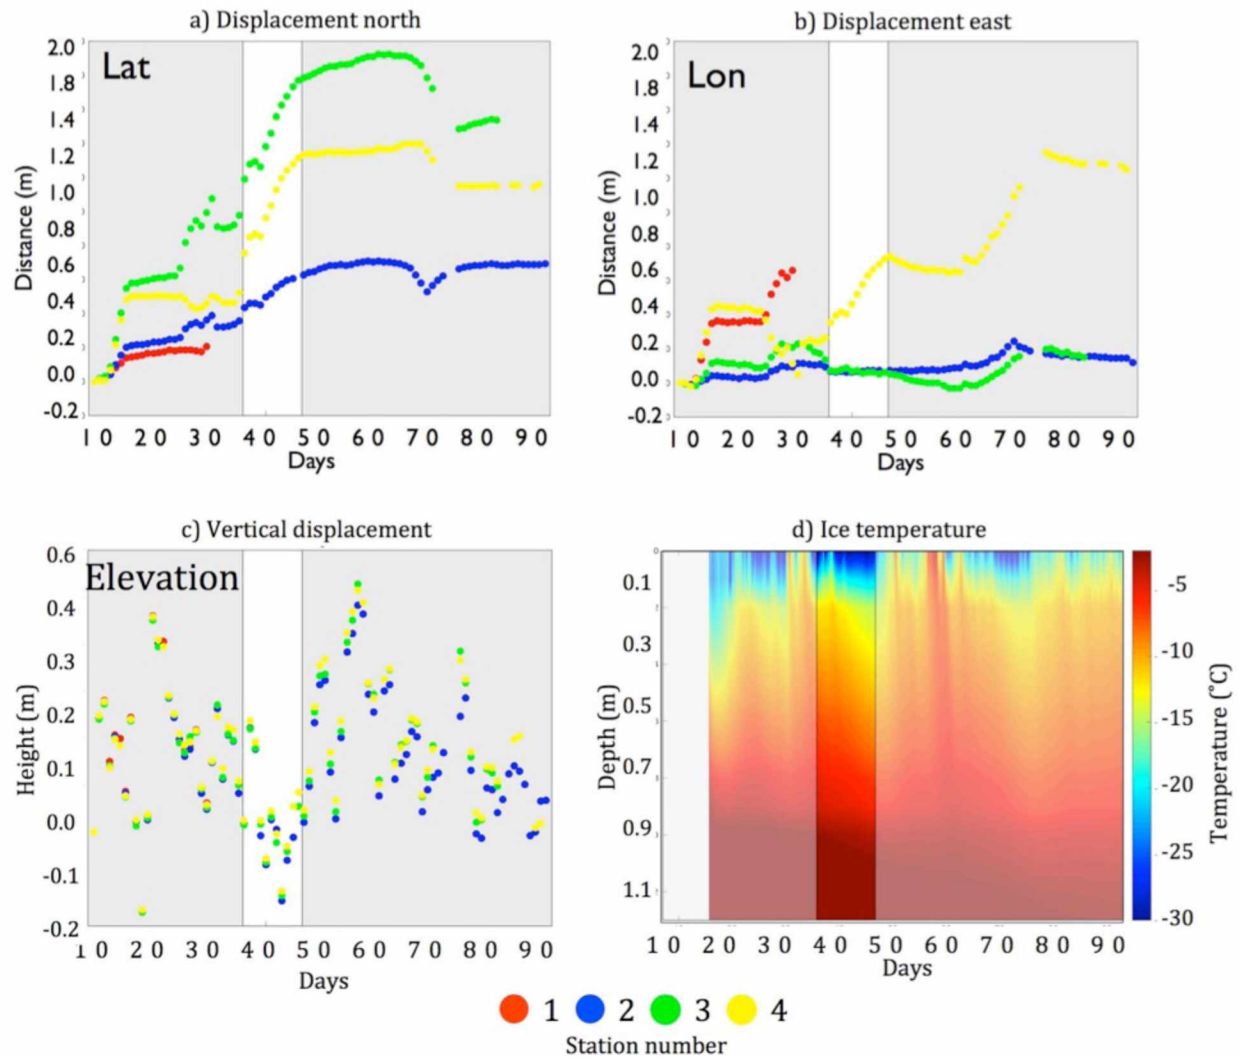 a) Displacement north
b) Displacement east
Lat
Lon
Distance (m)
2.0
1.8
1.4
1.2
1.0
0.8
0.6
0.4
0.2
0.0
-0.2
10 20 30 40 50 60 70 80 90
Days
Distance (m)
2.0
1.8
1.4
1.2
1.0
0.8
0.6
0.4
0.2
0.0
-0.2
10 20 30 40 50 60 70 80 90
Days
c) Vertical displacement
d) Ice temperature
Elevation
Height (m)
0.6
0.4
0.3
0.2
0.1
0.0
-0.1
-0.2
10 20 30 40 50 60 70 80 90
Days
Depth (m)
0
0.1
0.3
0.5
0.7
0.9
1.1
10 20 30 40 50 60 70 80 90
Days
-5
-10
-15
-20
-25
-30
Temperature (°C)
1 2 3 4
Station number